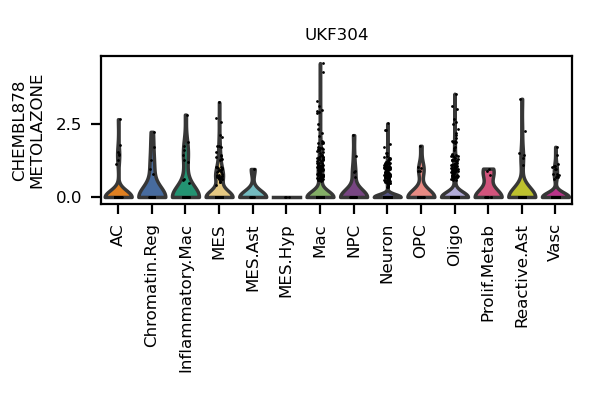 UKF304
CHEMBL878
METOLAZONE
2.5
0.0
AC
Chromatin.Reg
Inflammatory.Mac
MES
MES.Ast
MES.Hyp
Mac
NPC
Neuron
OPC
Oligo
Prolif.Metab
Reactive.Ast
Vasc